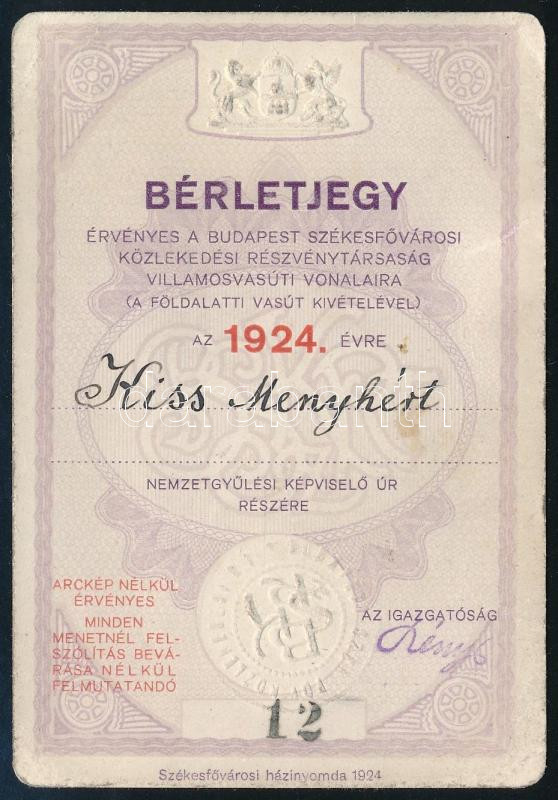 BÉRLETJEGY
ÉRVÉNYES A BUDAPEST SZÉKESFŐVÁROSI
KÖZLEKEDÉSI RÉSZVÉNYTÁRSASÁG
VILLAMOSVASÚTI VONALAIRA
(A FÖLDALATTI VASÚT KIVÉTELÉVEL)
AZ 1924. ÉVRE
Kiss Menyhért
NEMZETGYŰLÉSI KÉPVISELŐ ÚR
RÉSZÉRE
ARCKÉP NÉLKÜL
ÉRVÉNYES
MINDEN
MENETNÉL FEL-
SZÓLÍTÁS BEVÁ-
RÁSA NÉLKÜL
FELMUTATANDÓ
AZ IGAZGATÓSÁG
12
Székesfővárosi házinyomda 1924